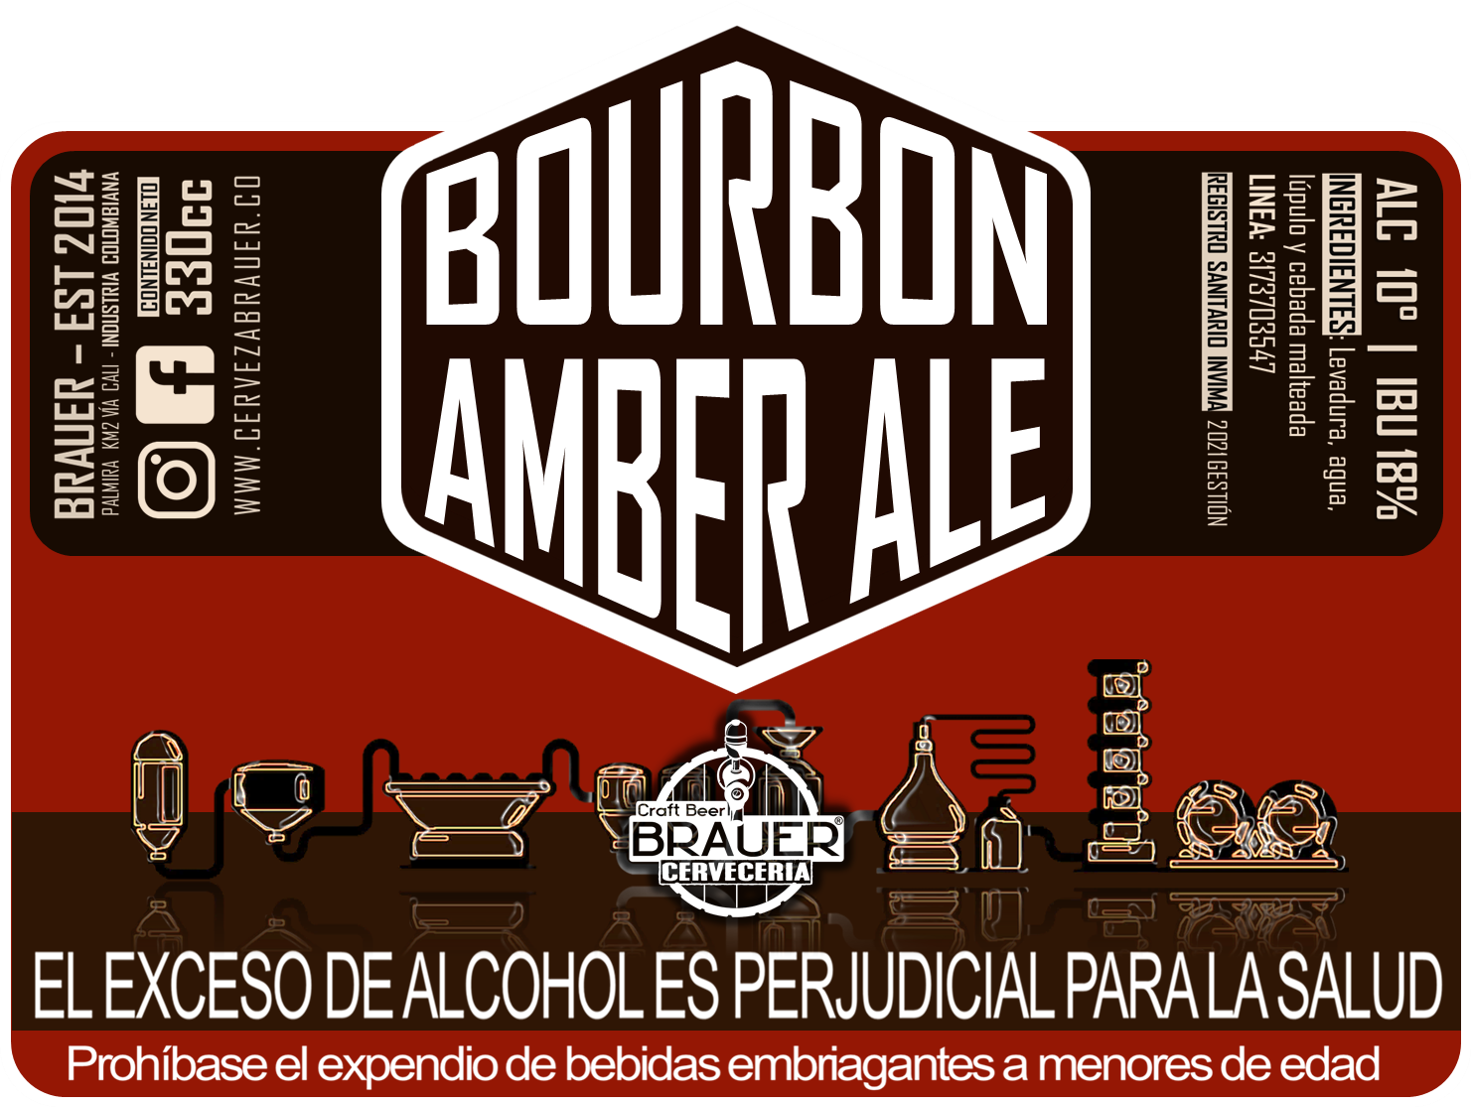 BOURBON
AMBER ALE
BRAUER – EST 2014
PALMIRA KM2 VÍA CALI - INDUSTRIA COLOMBIANA
CONTENIDO NETO
330cc
WWW.CERVEZABRAUER.CO
ALC 10° | IBU 18%
INGREDIENTES: Levadura, agua,
lúpulo y cebada malteada
LINEA: 3173703547
REGISTRO SANITARIO INVIMA 2021GESTIÓN
Craft Beer
BRAUER®
CERVECERIA
EL EXCESO DE ALCOHOL ES PERJUDICIAL PARA LA SALUD
Prohíbase el expendio de bebidas embriagantes a menores de edad